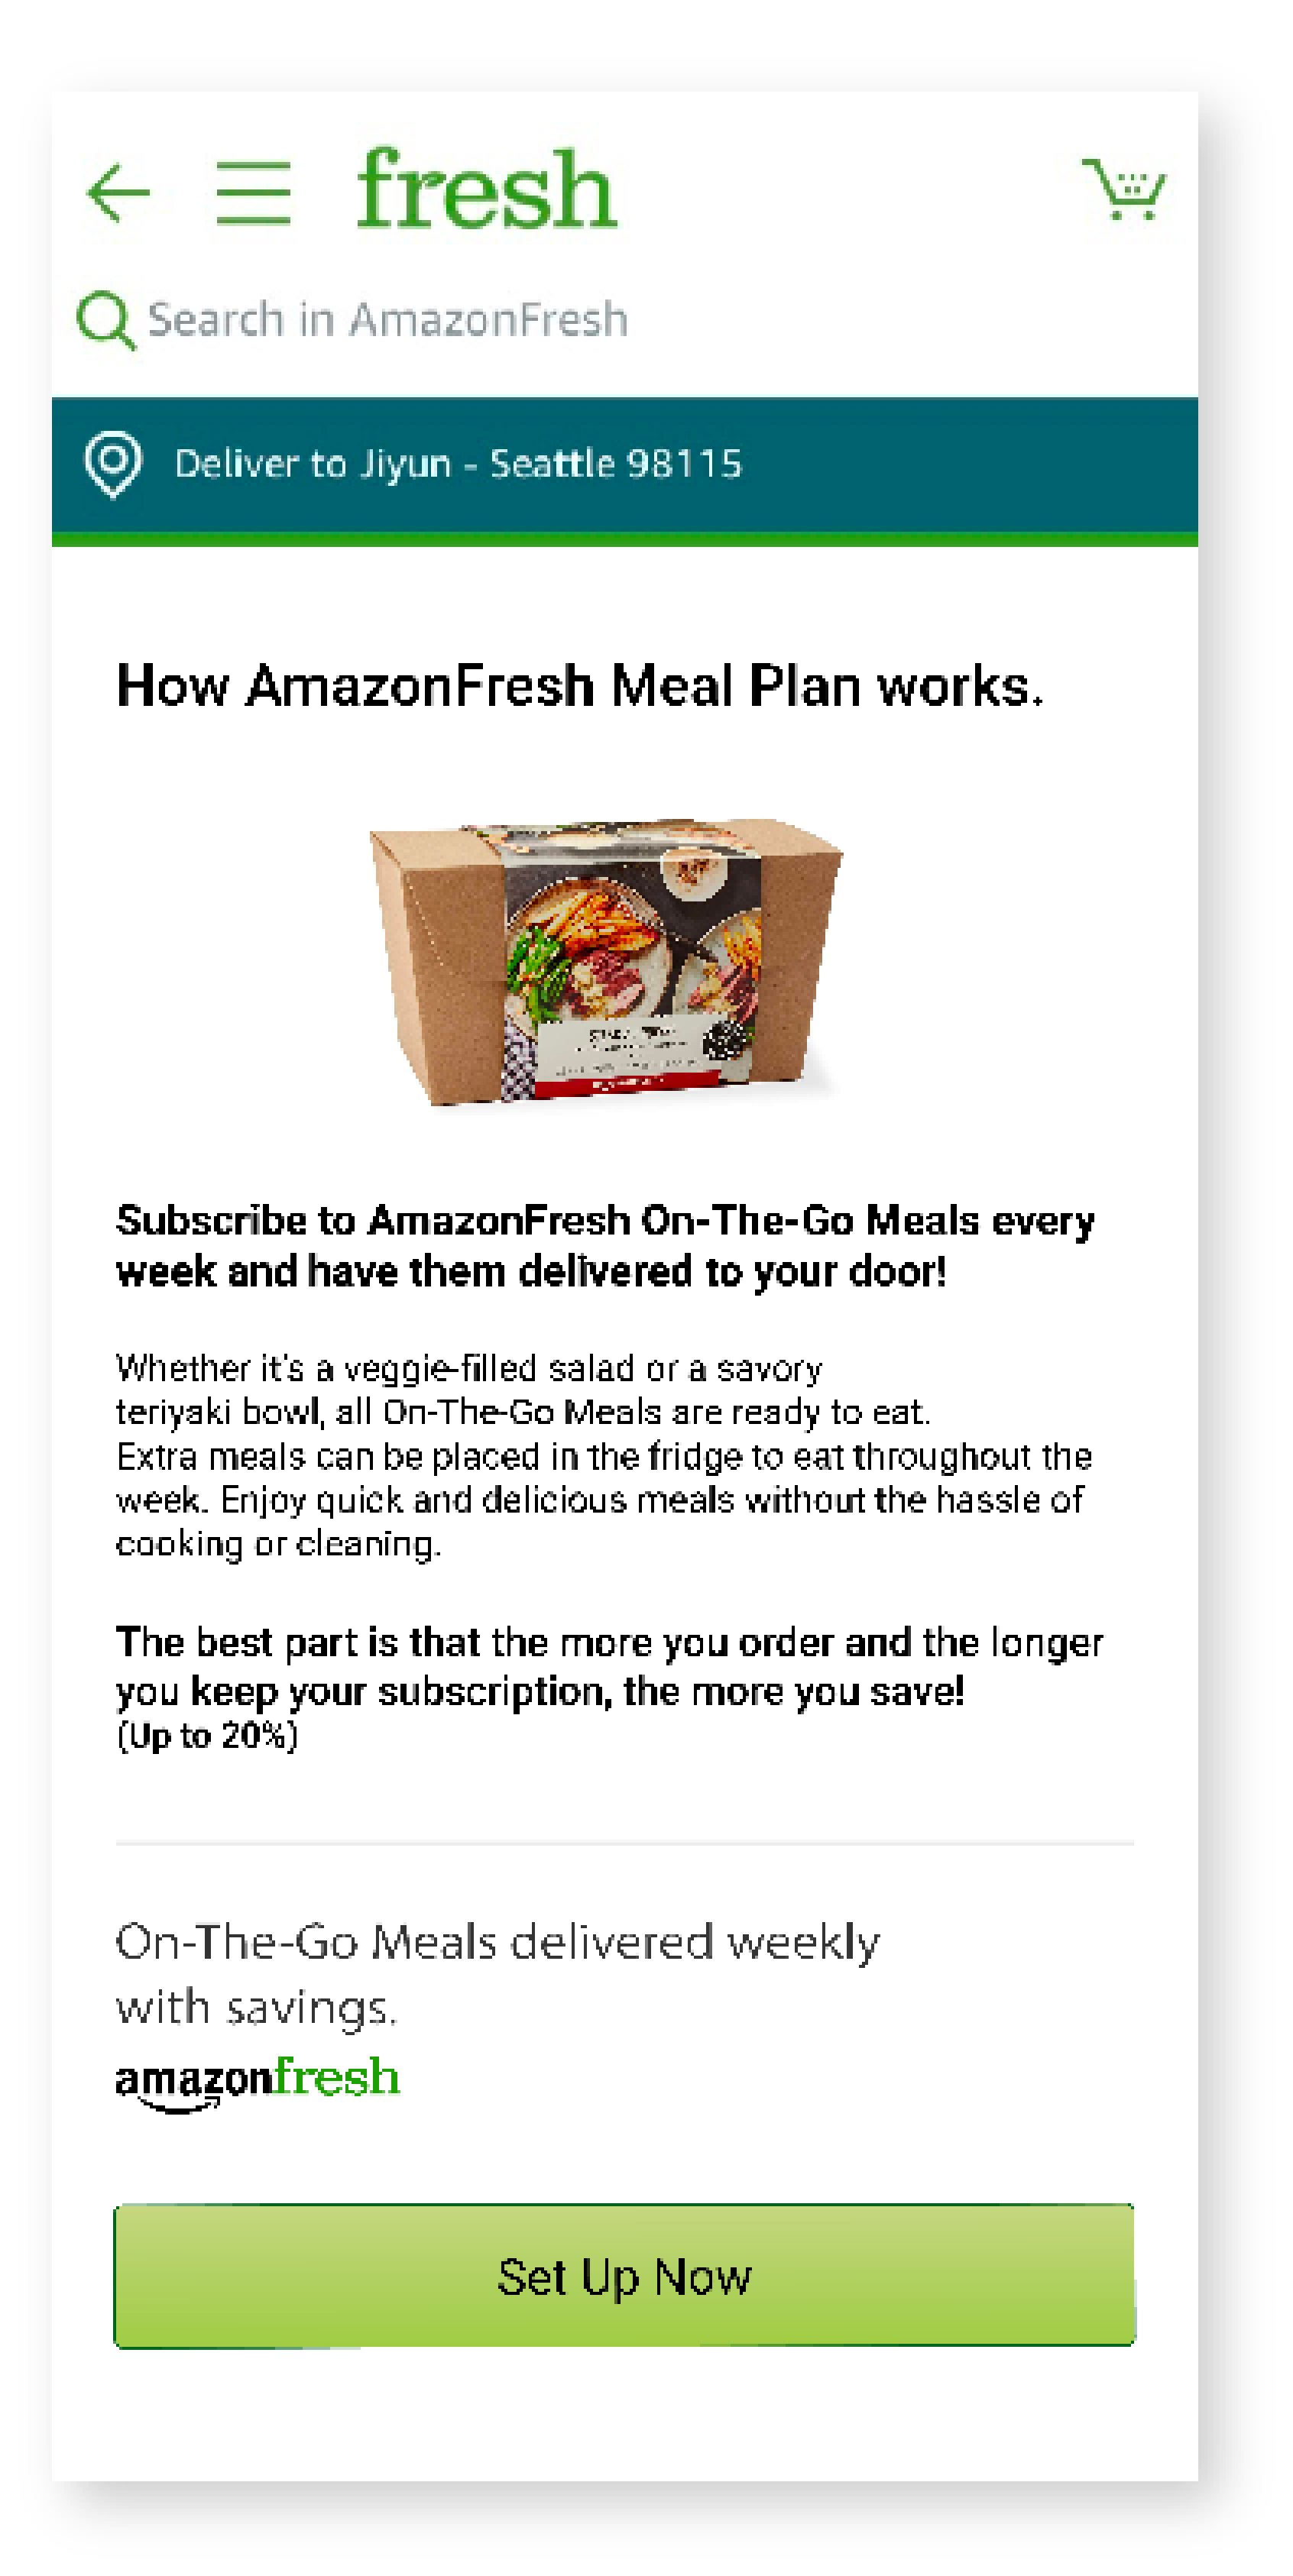 fresh
Search in AmazonFresh
Deliver to Jiyun - Seattle 98115
How AmazonFresh Meal Plan works.
Subscribe to AmazonFresh On-The-Go Meals every
week and have them delivered to your door!
Whether it's a veggie-filled salad or a savory
teriyaki bowl, all On-The-Go Meals are ready to eat.
Extra meals can be placed in the fridge to eat throughout the
week. Enjoy quick and delicious meals without the hassle of
cooking or cleaning.
The best part is that the more you order and the longer
you keep your subscription, the more you save!
(Up to 20%)
On-The-Go Meals delivered weekly
with savings.
amazonfresh
Set Up Now